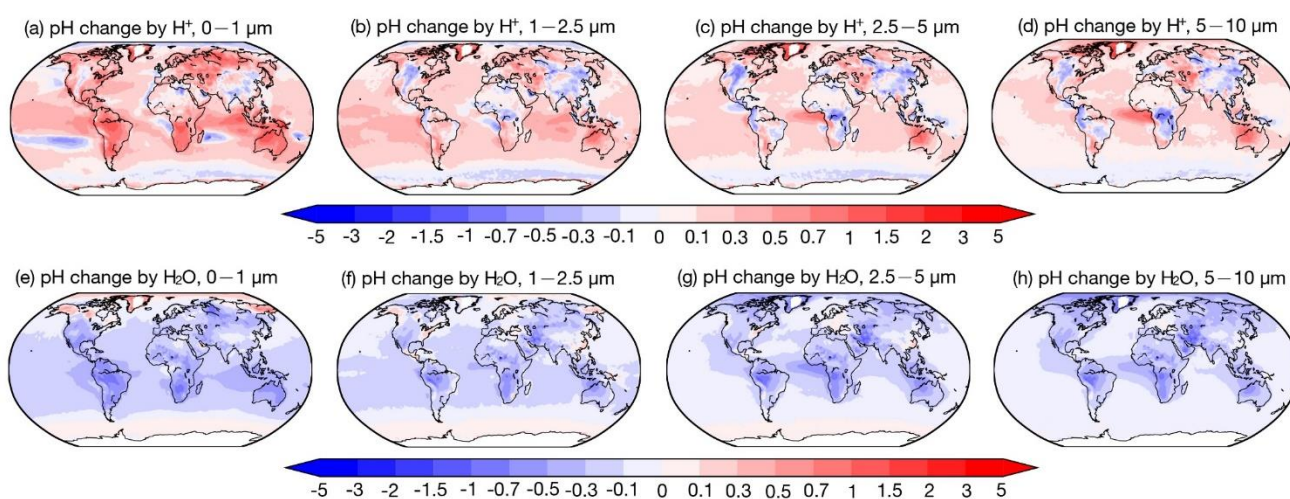 (a) pH change by H⁺, 0−1 μm
(b) pH change by H⁺, 1−2.5 μm
(c) pH change by H⁺, 2.5−5 μm
(d) pH change by H⁺, 5−10 μm
-5 -3 -2 -1.5 -1 -0.7 -0.5 -0.3 -0.1 0 0.1 0.3 0.5 0.7 1 1.5 2 3 5
(e) pH change by H₂O, 0−1 μm
(f) pH change by H₂O, 1−2.5 μm
(g) pH change by H₂O, 2.5−5 μm
(h) pH change by H₂O, 5−10 μm
-5 -3 -2 -1.5 -1 -0.7 -0.5 -0.3 -0.1 0 0.1 0.3 0.5 0.7 1 1.5 2 3 5